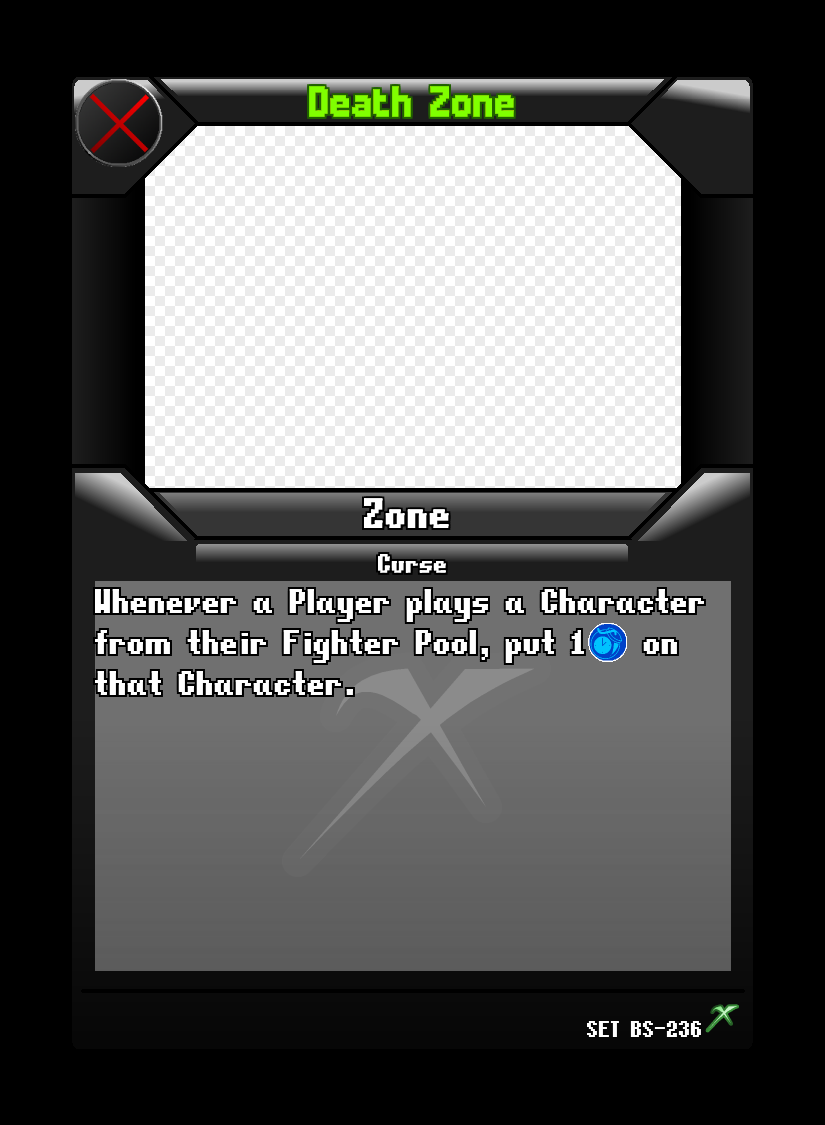 Death Zone
Zone
Curse
Whenever a Player plays a Character
from their Fighter Pool, put 1 on
that Character.
SET BS-236